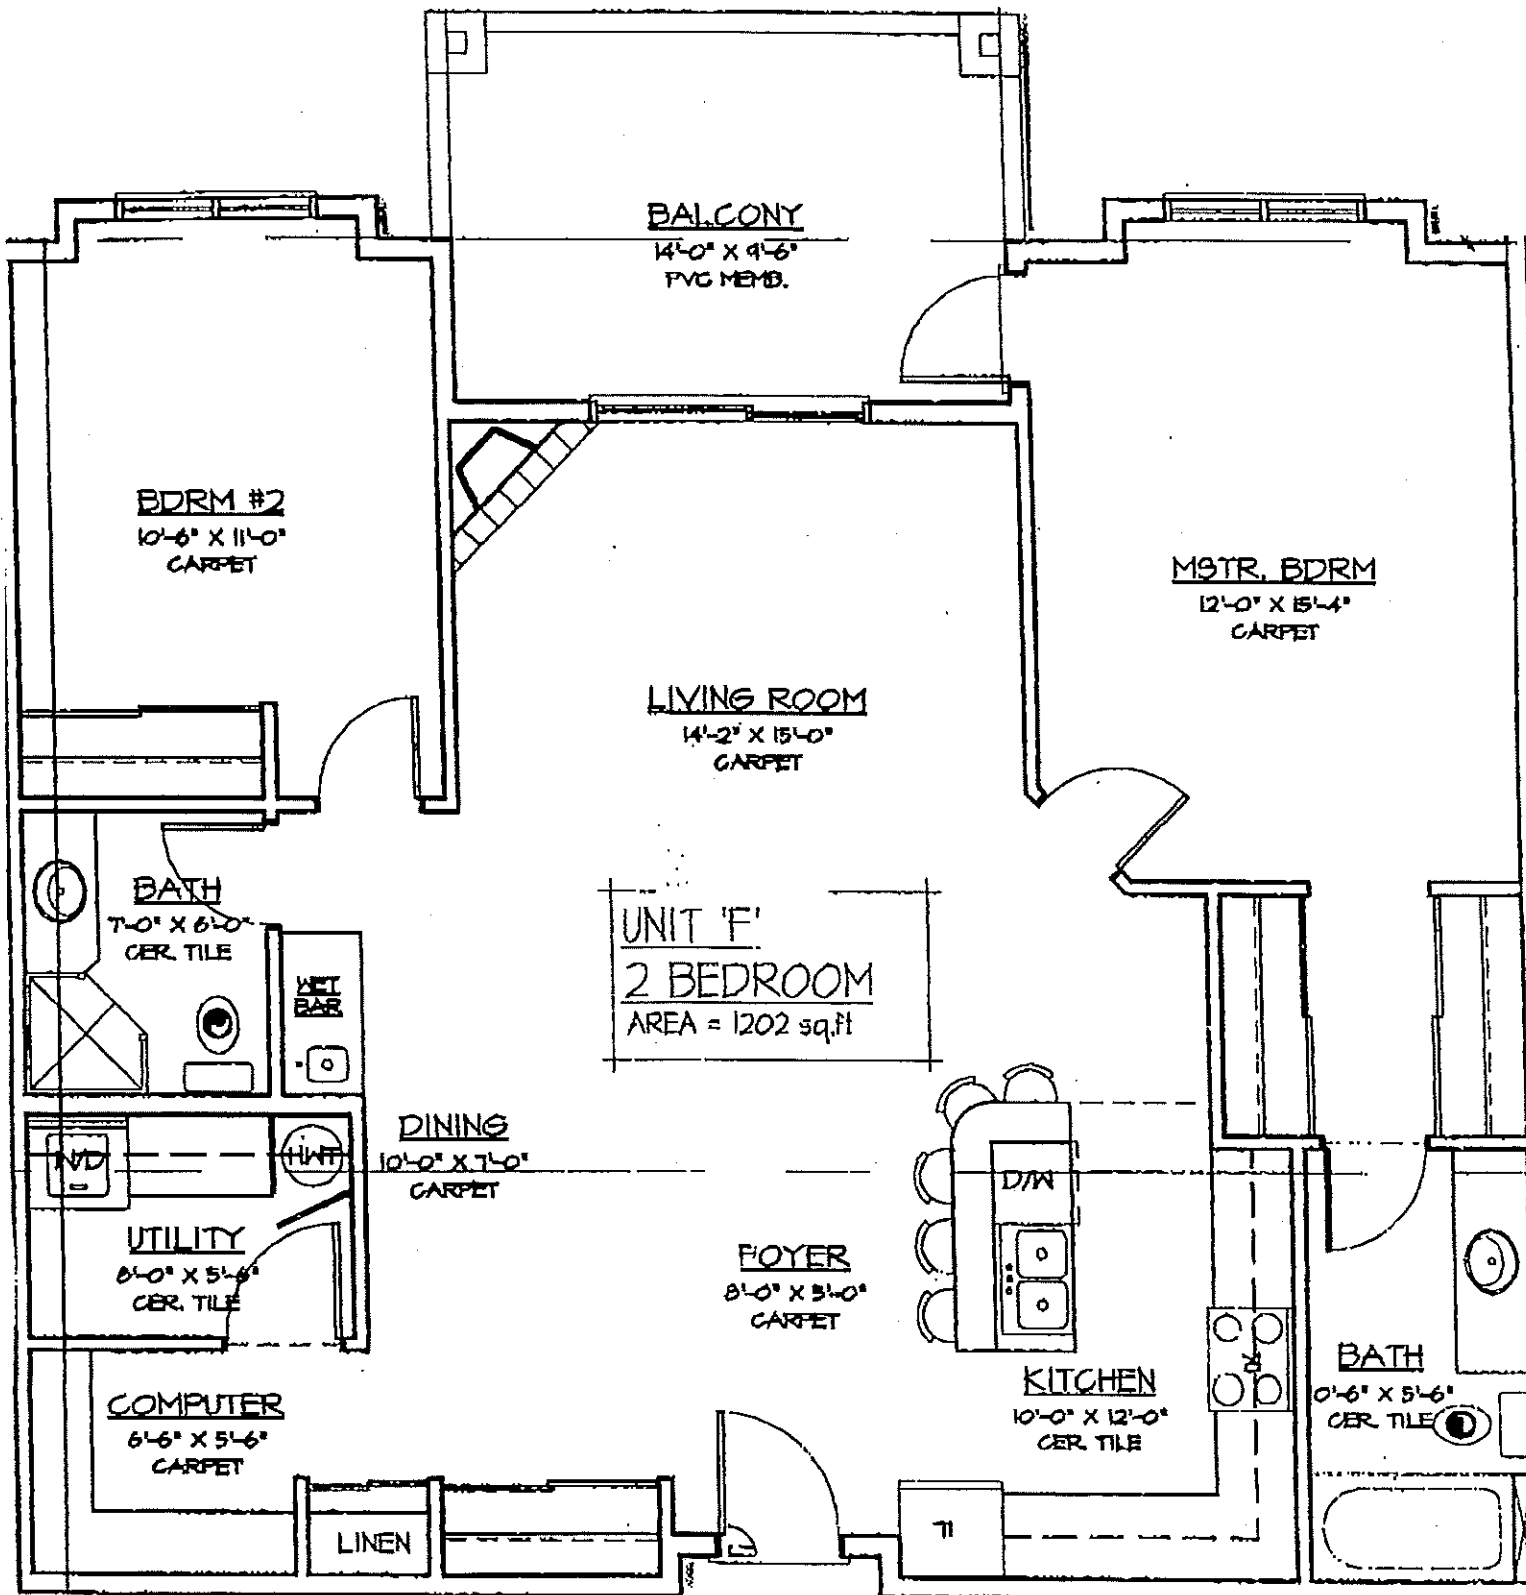 BALCONY
14'-0" X 9'-6"
PVC MEMB.
BDRM #2
10'-6" X 11'-0"
CARPET
MSTR. BDRM
12'-0" X 15'-4"
CARPET
LIVING ROOM
14'-2" X 15'-0"
CARPET
BATH
7'-0" X 6'-0"
CER. TILE
WET
BAR
UNIT 'F'
2 BEDROOM
AREA = 1202 sq.ft
DINING
10'-0" X 7'-0"
CARPET
W/D
HWT
D/W
UTILITY
8'-0" X 5'-6"
CER. TILE
FOYER
8'-0" X 5'-0"
CARPET
KITCHEN
10'-0" X 12'-0"
CER. TILE
R
BATH
0'-6" X 5'-6"
CER. TILE
COMPUTER
6'-6" X 5'-6"
CARPET
LINEN
F